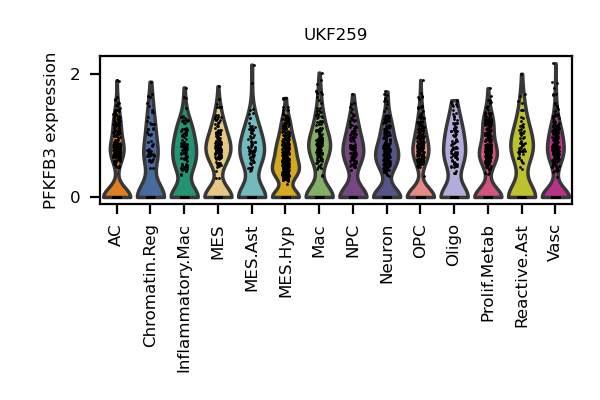 UKF259
PFKFB3 expression
2
0
AC
Chromatin.Reg
Inflammatory.Mac
MES
MES.Ast
MES.Hyp
Mac
NPC
Neuron
OPC
Oligo
Prolif.Metab
Reactive.Ast
Vasc